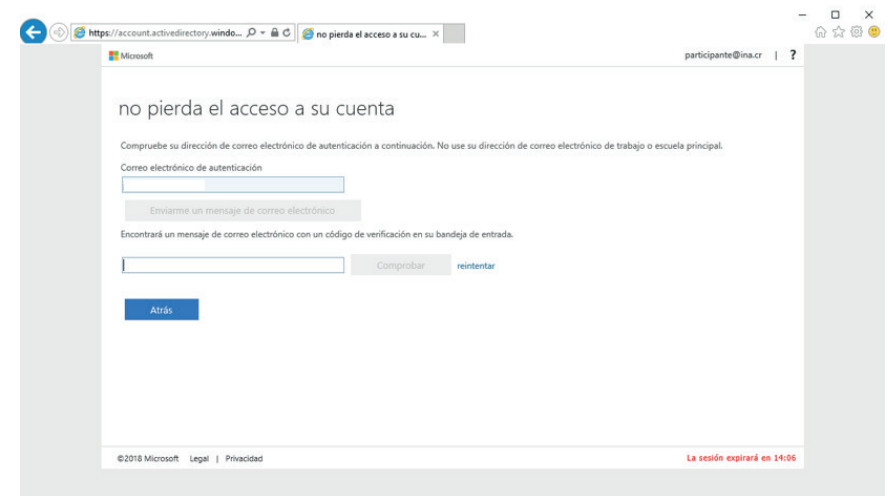 https://account.activedirectory.windo...
no pierda el acceso a su cu...
Microsoft
participante@ina.cr | ?
no pierda el acceso a su cuenta
Compruebe su dirección de correo electrónico de autenticación a continuación. No use su dirección de correo electrónico de trabajo o escuela principal.
Correo electrónico de autenticación
Enviarme un mensaje de correo electrónico
Encontrará un mensaje de correo electrónico con un código de verificación en su bandeja de entrada.
Comprobar reintentar
Atrás
©2018 Microsoft Legal | Privacidad
La sesión expirará en 14:06